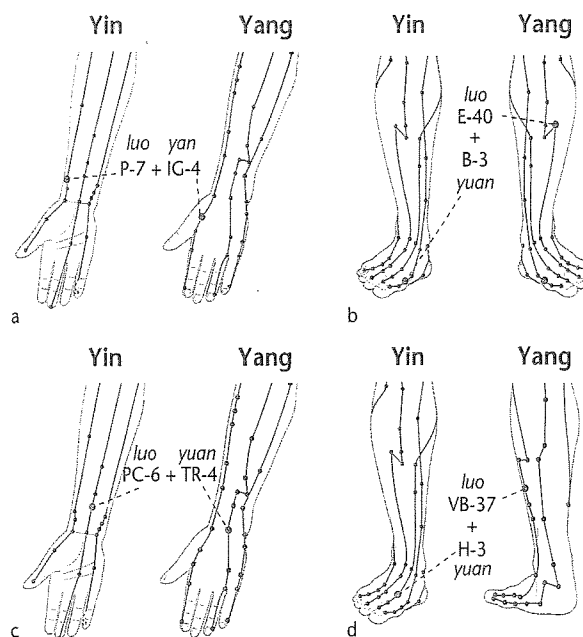 Yin Yang
luo yan
P-7 + IG-4
a
Yin Yang
luo
E-40
+
B-3
yuan
b
Yin Yang
luo yuan
PC-6 + TR-4
c
Yin Yang
luo
VB-37
+
H-3
yuan
d